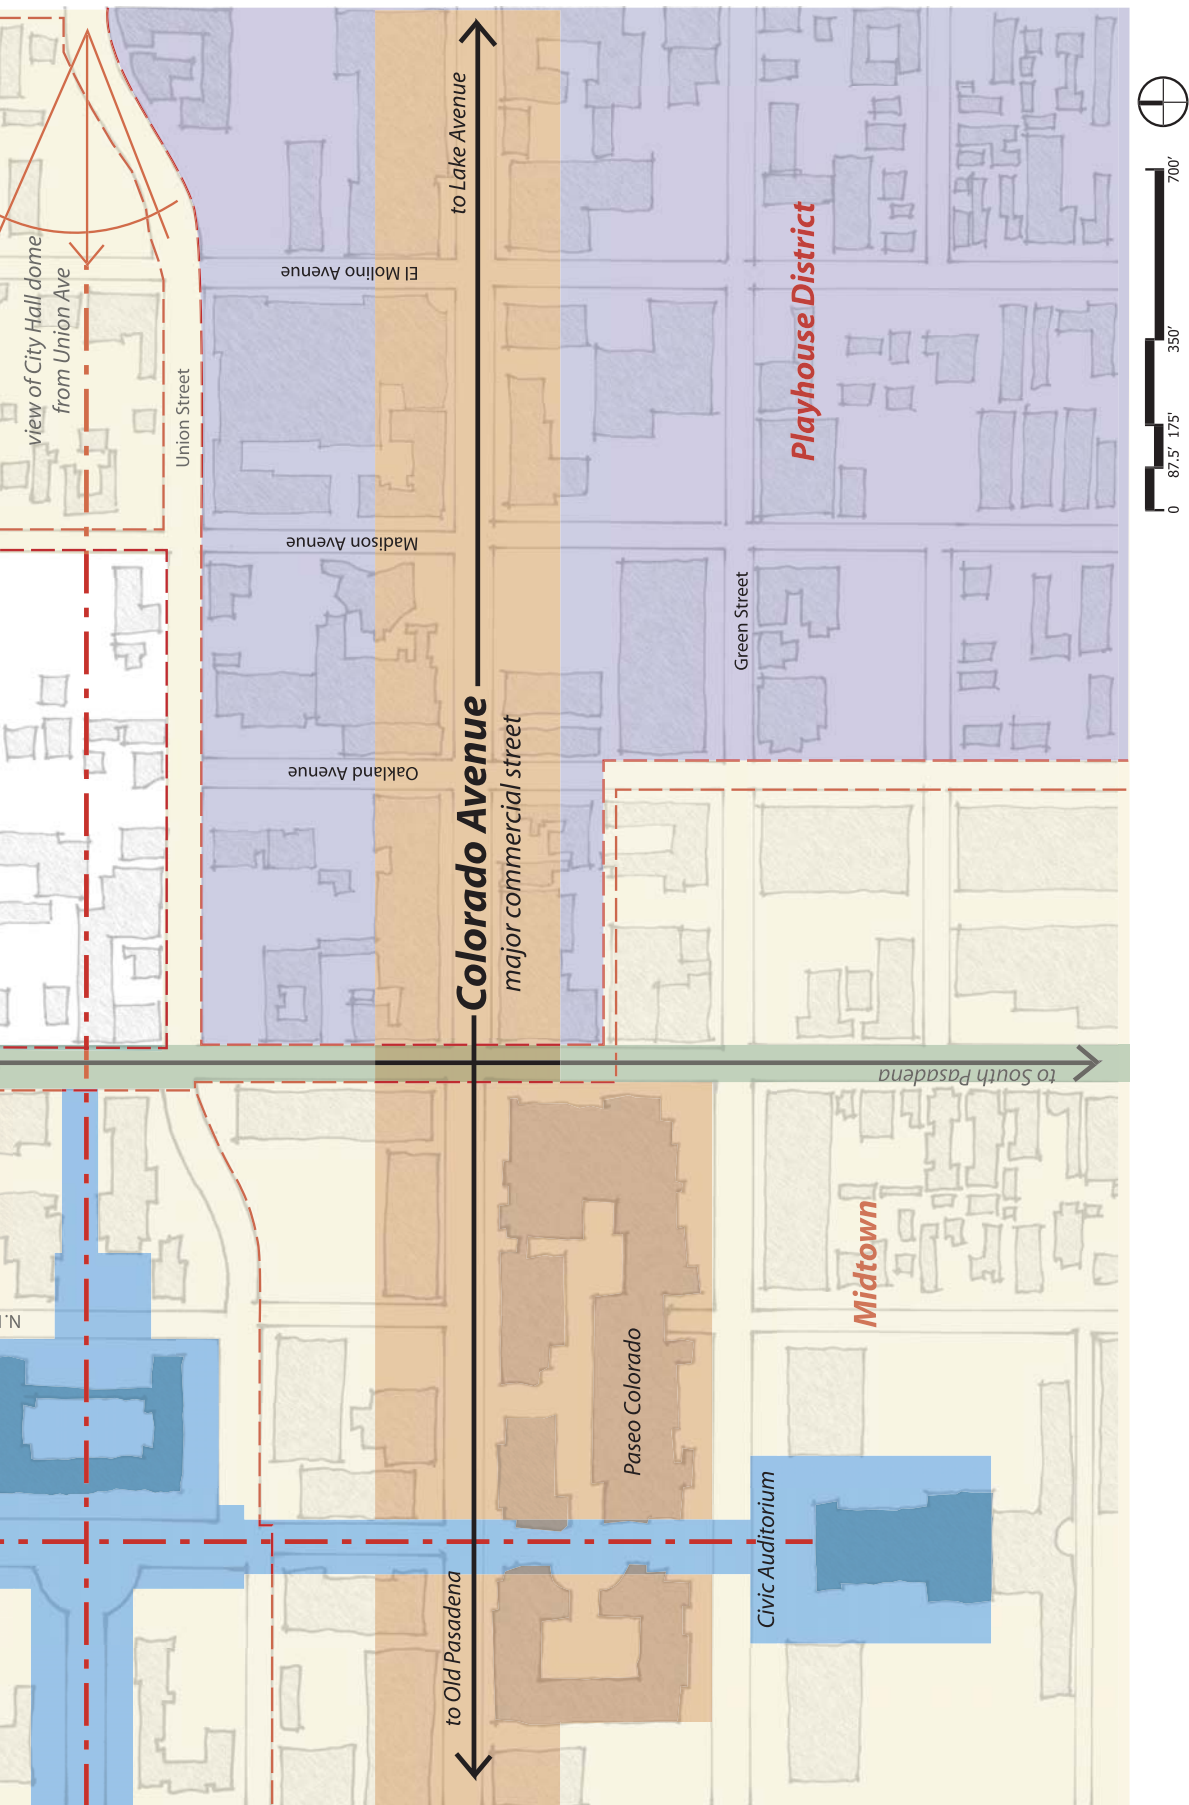 view of City Hall dome
from Union Ave
Union Street
El Molino Avenue
Madison Avenue
Oakland Avenue
to Lake Avenue
Colorado Avenue
major commercial street
to Old Pasadena
Playhouse District
Green Street
to South Pasadena
Midtown
Paseo Colorado
Civic Auditorium
0
87.5'
175'
350'
700'